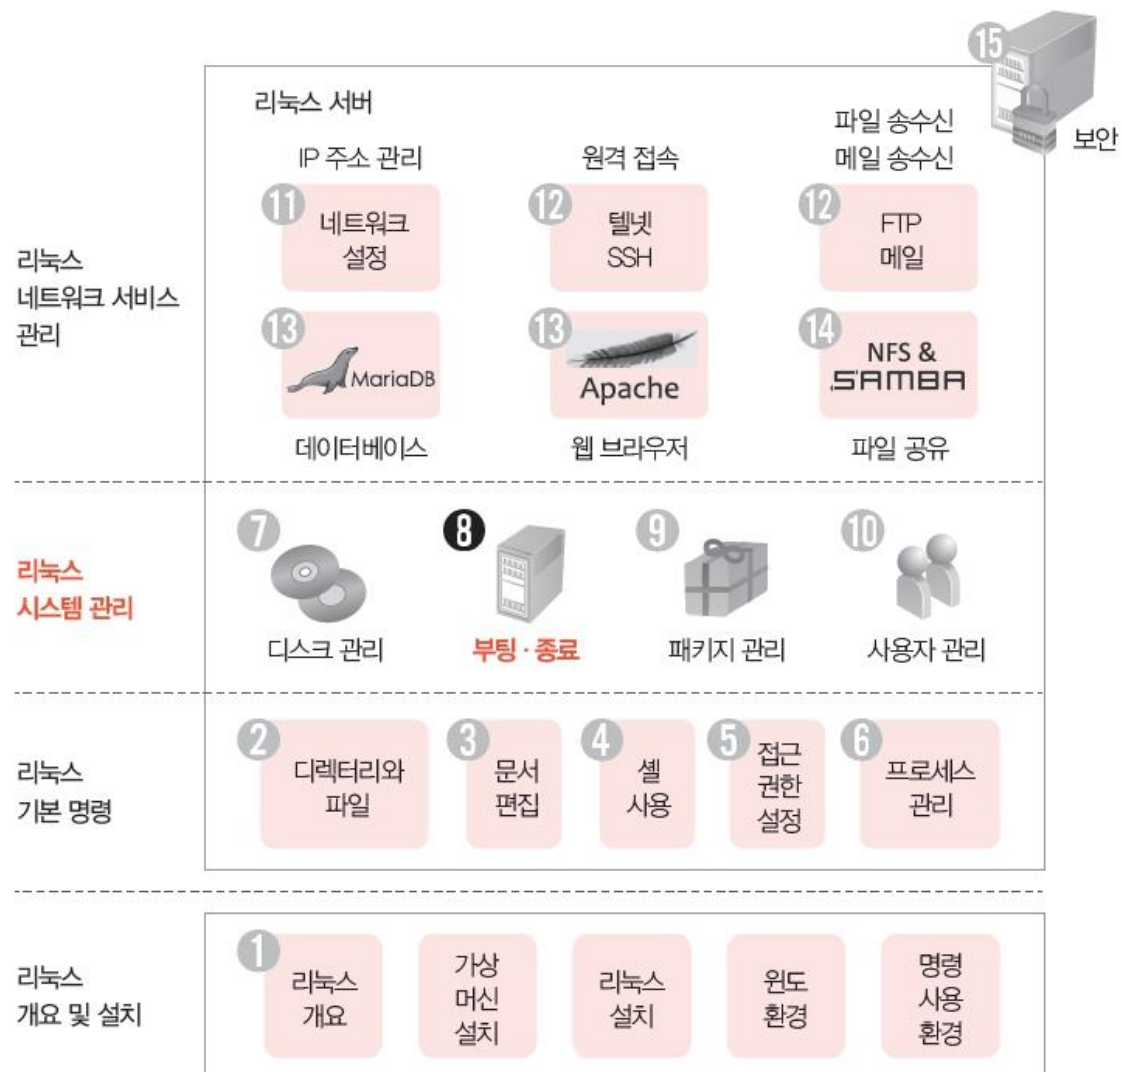 15
보안
리눅스 서버
IP 주소 관리
원격 접속
파일 송수신
메일 송수신
리눅스
네트워크 서비스
관리
11
네트워크
설정
12
텔넷
SSH
12
FTP
메일
13
MariaDB
13
Apache
14
NFS &
SAMBA
데이터베이스
웹 브라우저
파일 공유
리눅스
시스템 관리
7
디스크 관리
8
부팅·종료
9
패키지 관리
10
사용자 관리
리눅스
기본 명령
2
디렉터리와
파일
3
문서
편집
4
셸
사용
5
접근
권한
설정
6
프로세스
관리
리눅스
개요 및 설치
1
리눅스
개요
가상
머신
설치
리눅스
설치
윈도
환경
명령
사용
환경